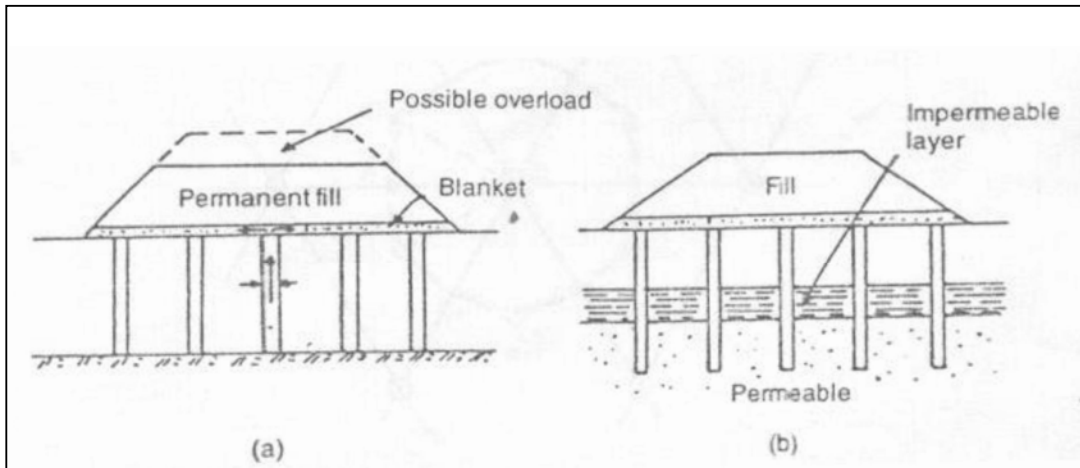 Possible overload
Impermeable
layer
Blanket
Permanent fill
Fill
Permeable
(a)
(b)